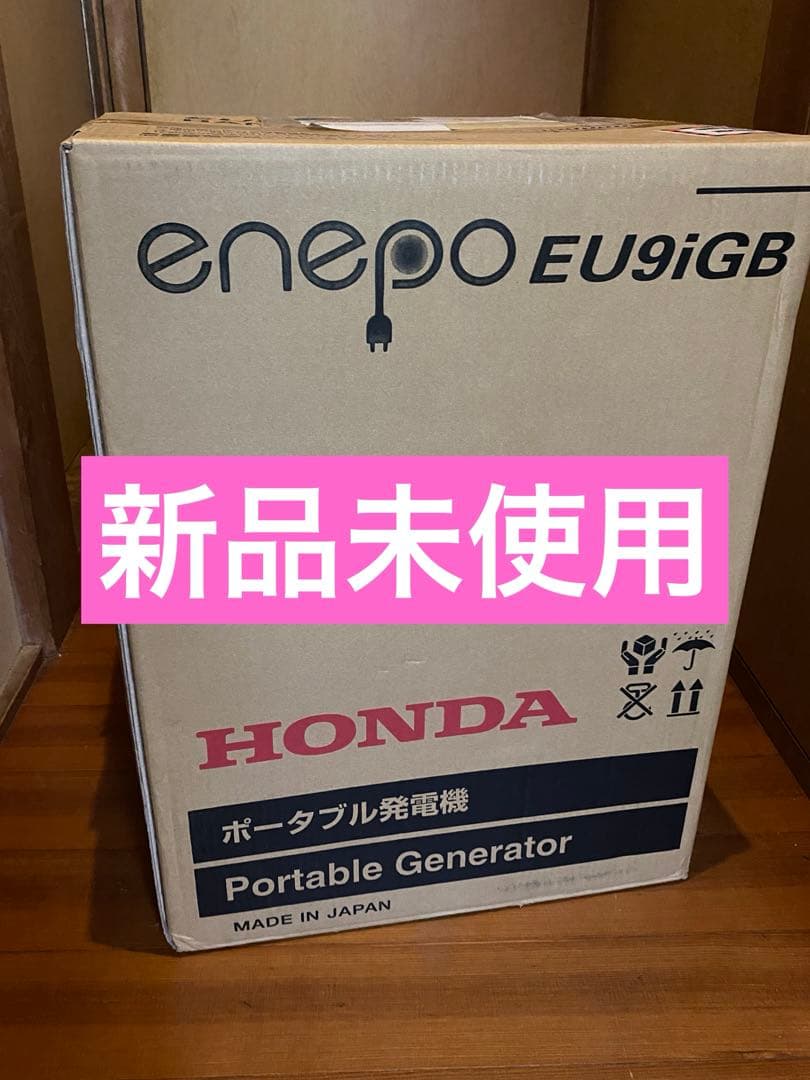 enepo EU9iGB
新品未使用
HONDA
ポータブル発電機
Portable Generator
MADE IN JAPAN